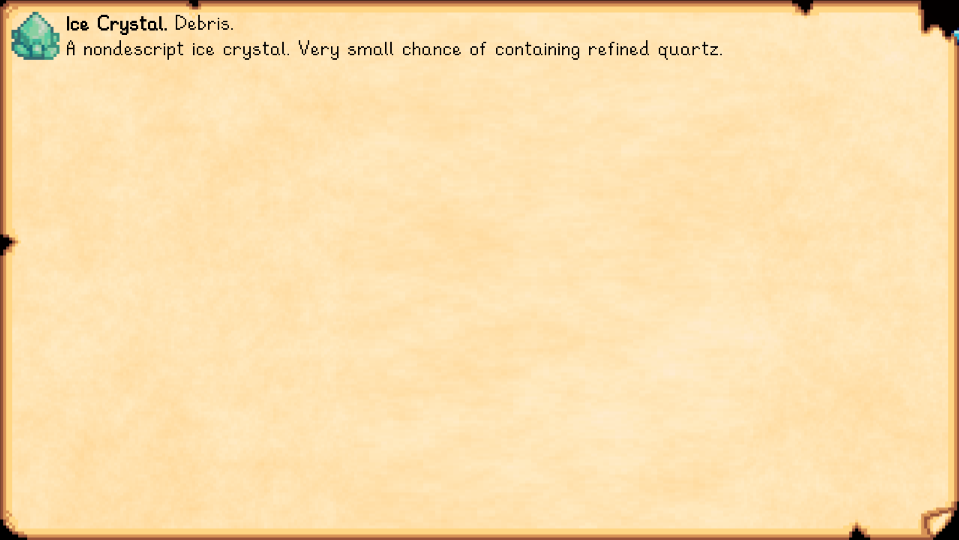 Ice Crystal. Debris.
A nondescript ice crystal. Very small chance of containing refined quartz.